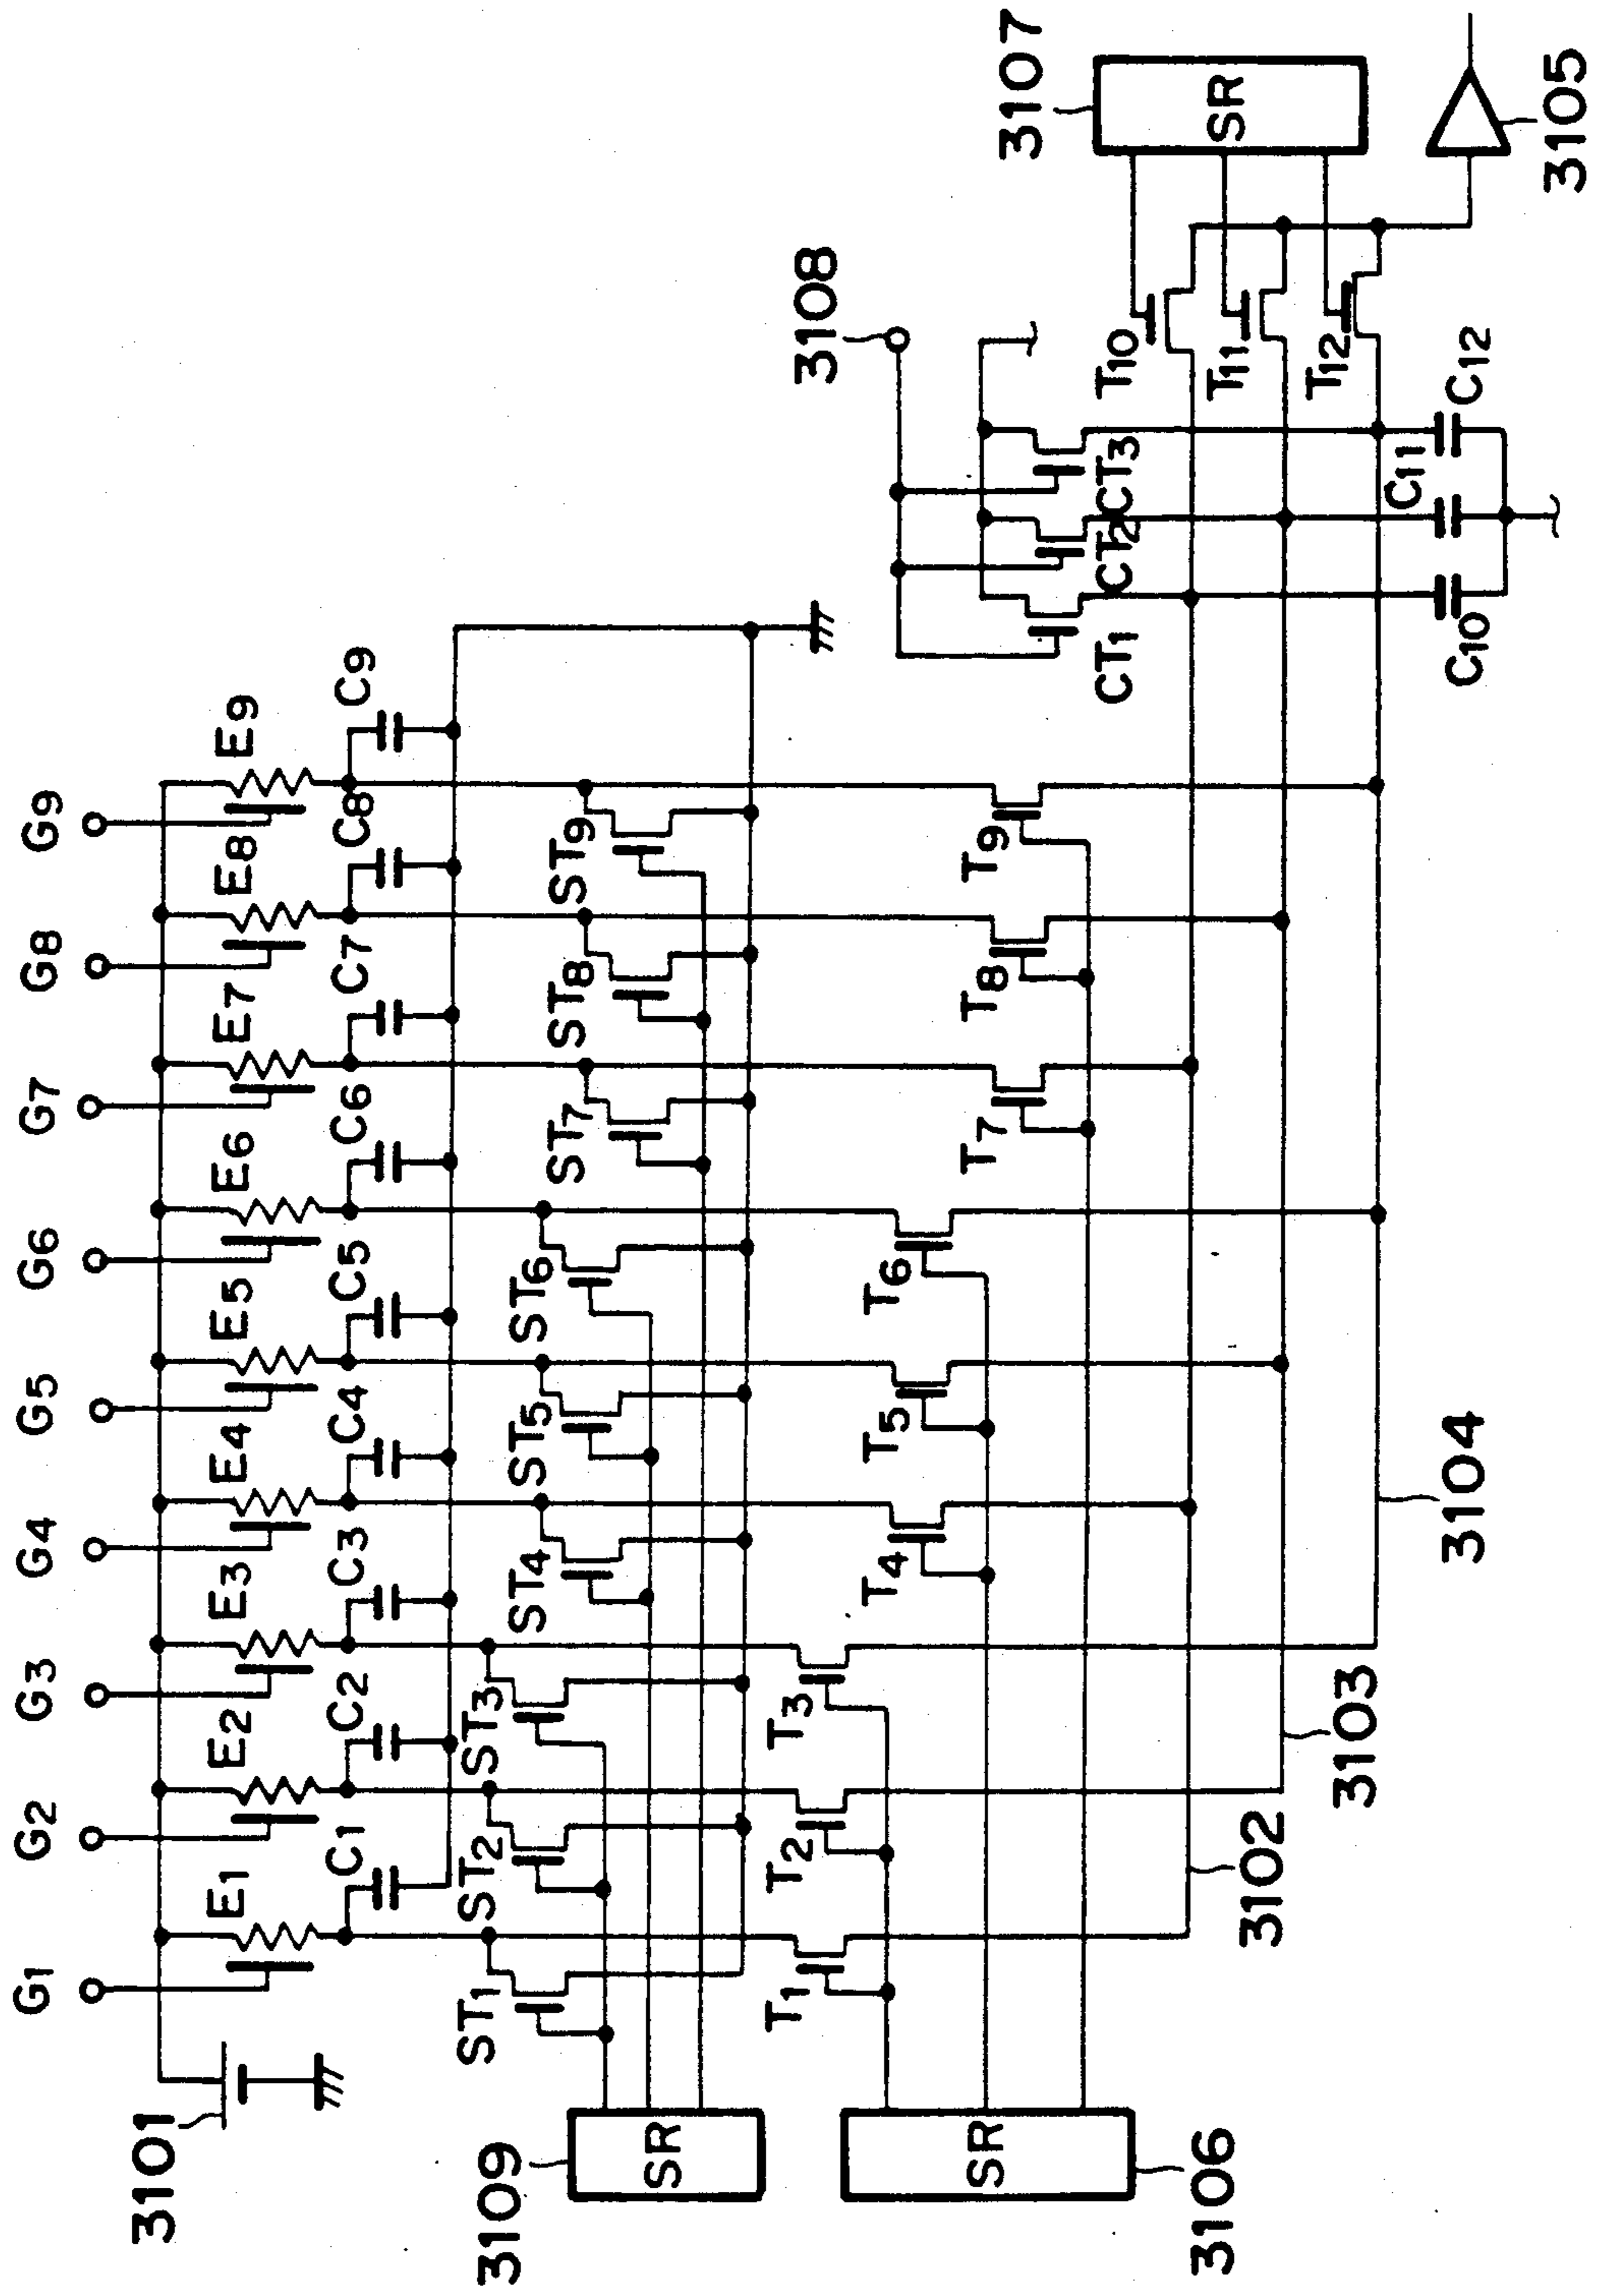 G1 G2 G3 G4 G5 G6 G7 G8 G9
E1 E2 E3 E4 E5 E6 E7 E8 E9
C1 C2 C3 C4 C5 C6 C7 C8 C9
3101
ST1 ST2 ST3 ST4 ST5 ST6 ST7 ST8 ST9
3109
SR
T1 T2 T3 T4 T5 T6 T7 T8 T9
SR
3106
3102
3103
3104
3108
CT1 CT2 CT3
T10
T11
T12
C10 C11 C12
3107
SR
3105